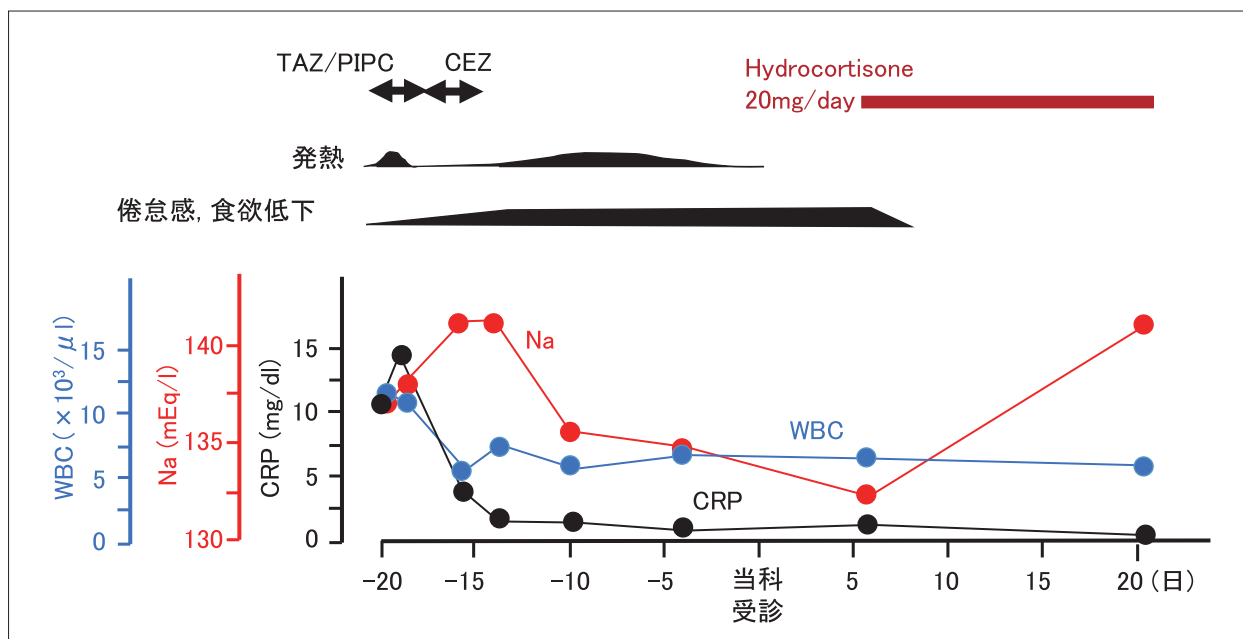 TAZ/PIPC CEZ
Hydrocortisone
20mg/day
発熱
倦怠感, 食欲低下
WBC(×10³/μl)
15
10
5
0
Na(mEq/l)
140
135
130
CRP(mg/dl)
15
10
5
0
Na
WBC
CRP
-20 -15 -10 -5 当科 5 10 15 20(日)
受診